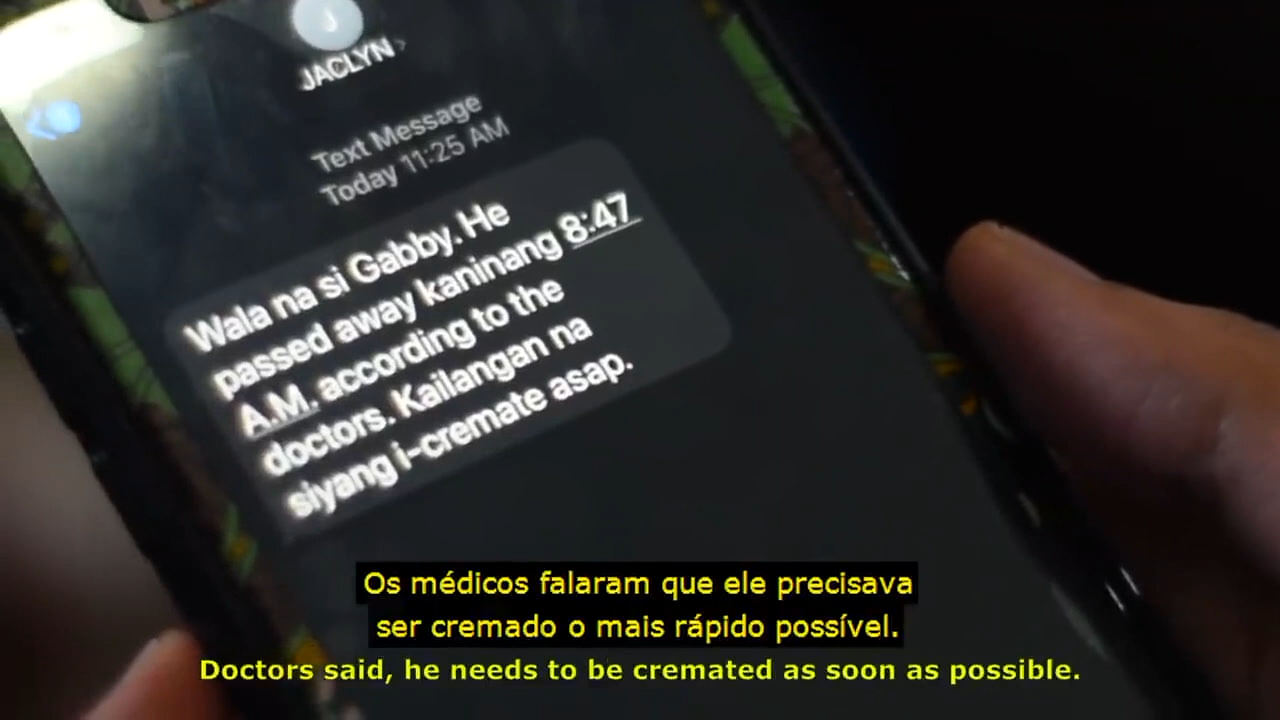 J
JACLYN
Text Message
Today 11:25 AM
Wala na si Gabby. He
passed away kaninang 8:47
A.M. according to the
doctors. Kailangan na
siyang i-cremate asap.
Os médicos falaram que ele precisava
ser cremado o mais rápido possível.
Doctors said, he needs to be cremated as soon as possible.